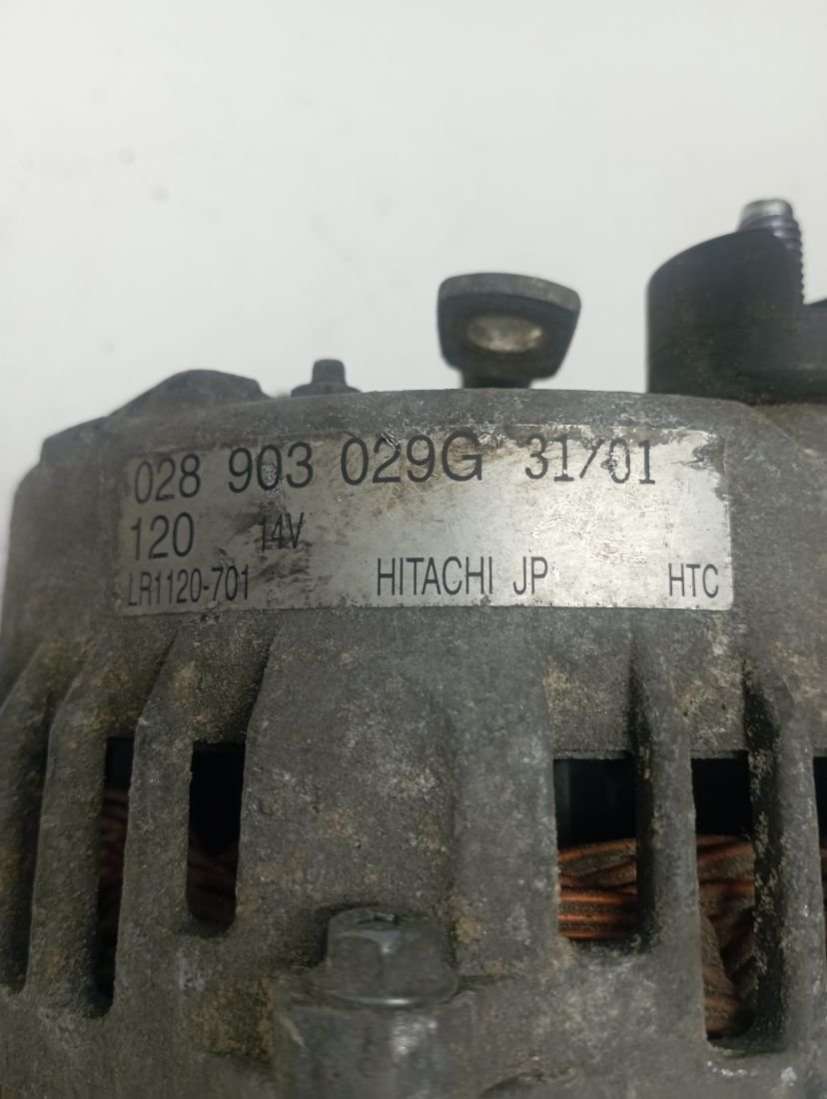 028 903 029G 31/01
120 14V
LR1120-701 HITACHI JP HTC